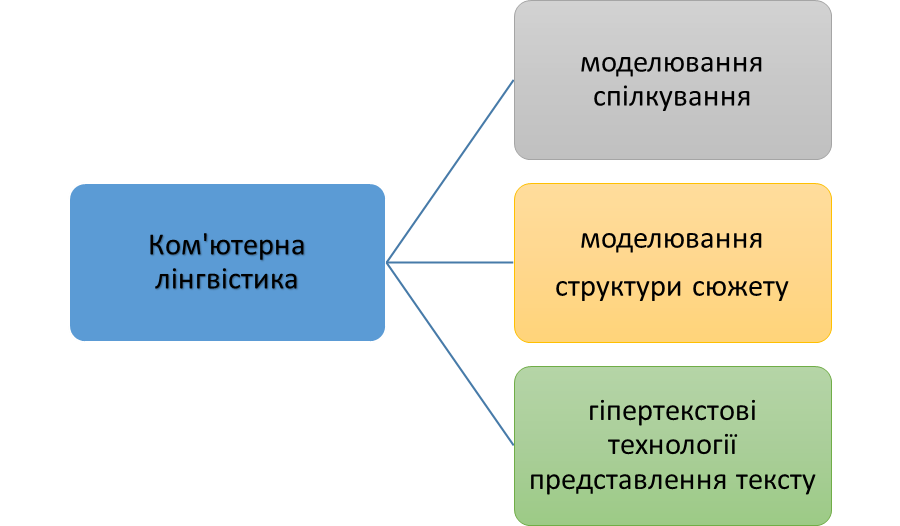 Ком'ютерна
лінгвістика
моделювання
спілкування
моделювання
структури сюжету
гіпертекстові
технології
представлення тексту